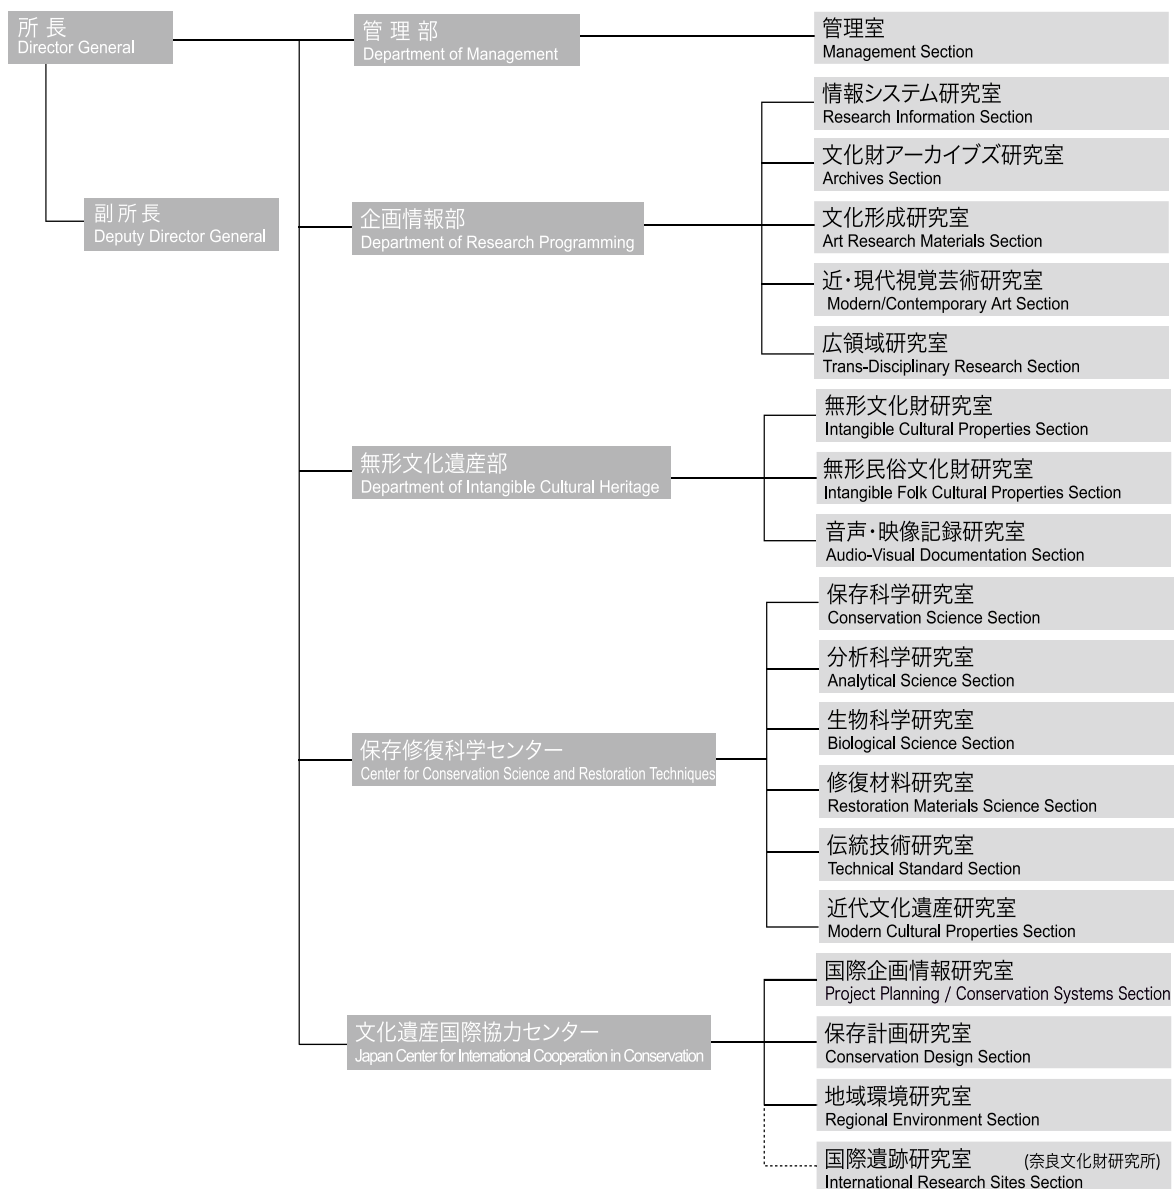 所 長
Director General
副 所 長
Deputy Director General
管 理 部
Department of Management
管理室
Management Section
企画情報部
Department of Research Programming
情報システム研究室
Research Information Section
文化財アーカイブズ研究室
Archives Section
文化形成研究室
Art Research Materials Section
近・現代視覚芸術研究室
Modern/Contemporary Art Section
広領域研究室
Trans-Disciplinary Research Section
無形文化遺産部
Department of Intangible Cultural Heritage
無形文化財研究室
Intangible Cultural Properties Section
無形民俗文化財研究室
Intangible Folk Cultural Properties Section
音声・映像記録研究室
Audio-Visual Documentation Section
保存修復科学センター
Center for Conservation Science and Restoration Techniques
保存科学研究室
Conservation Science Section
分析科学研究室
Analytical Science Section
生物科学研究室
Biological Science Section
修復材料研究室
Restoration Materials Science Section
伝統技術研究室
Technical Standard Section
近代文化遺産研究室
Modern Cultural Properties Section
文化遺産国際協力センター
Japan Center for International Cooperation in Conservation
国際企画情報研究室
Project Planning / Conservation Systems Section
保存計画研究室
Conservation Design Section
地域環境研究室
Regional Environment Section
国際遺跡研究室 (奈良文化財研究所)
International Research Sites Section